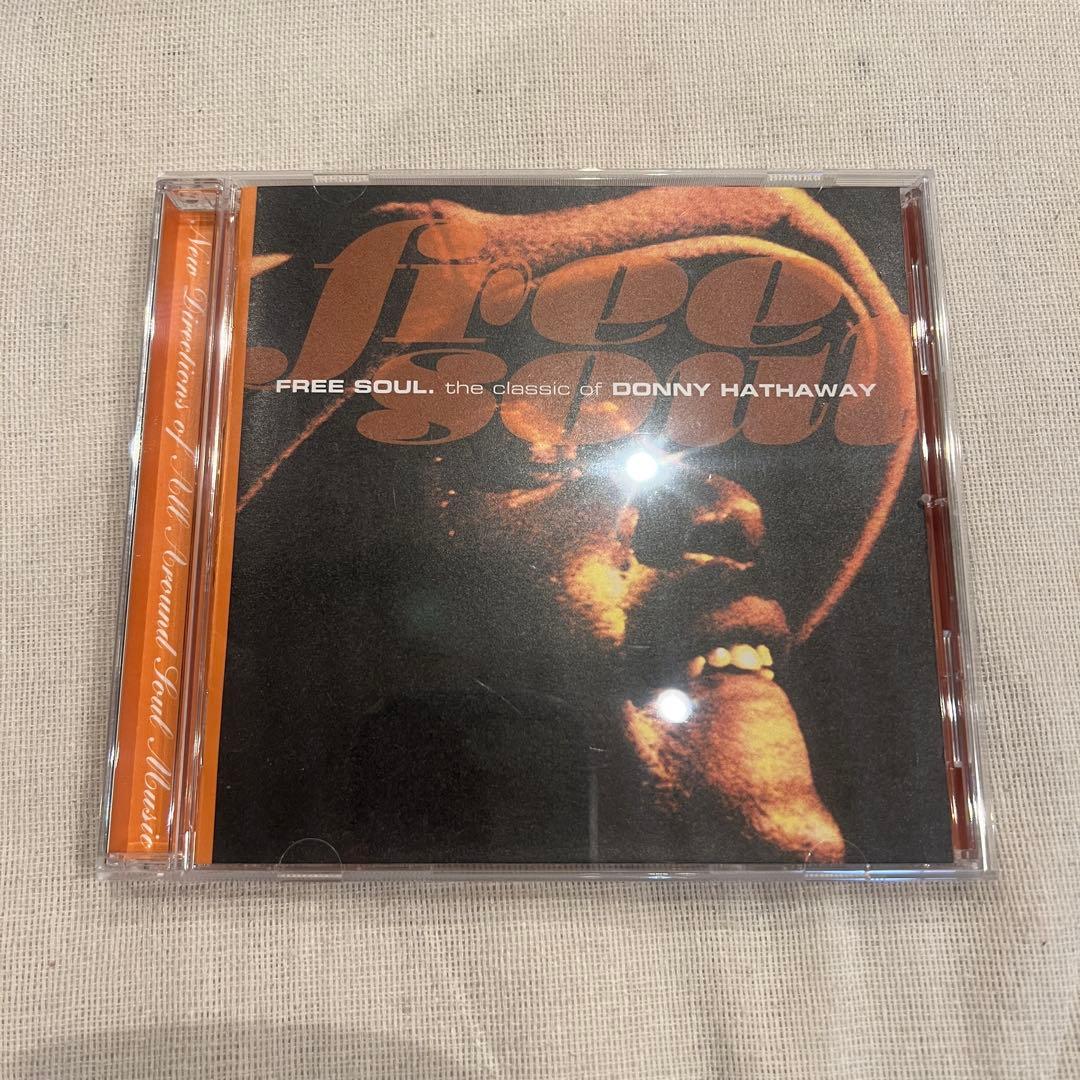 free
soul
FREE SOUL. the classic of DONNY HATHAWAY
New Directions of All Around Soul Music